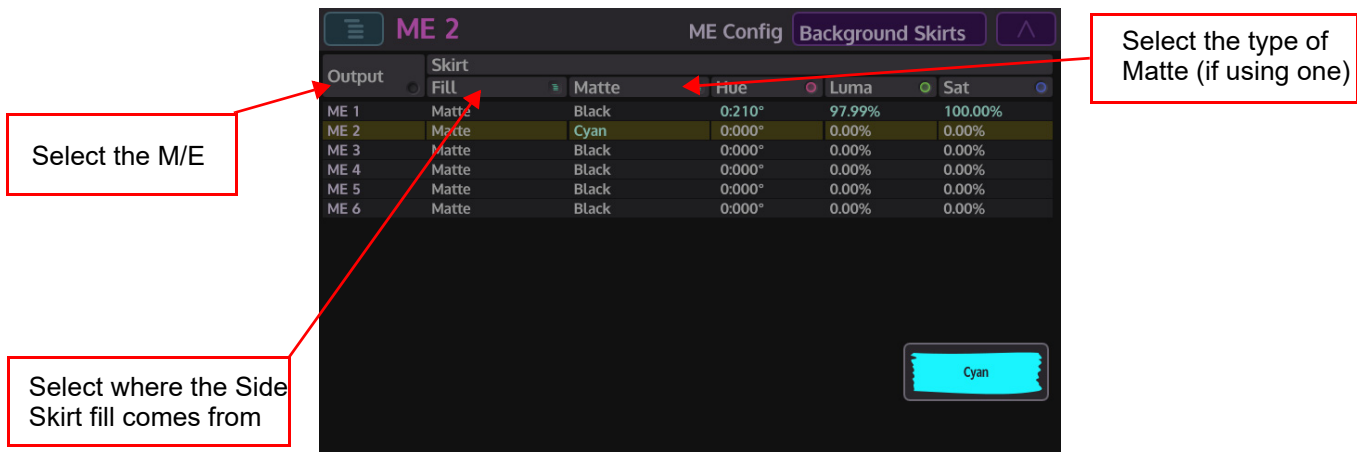 ME 2 ME Config Background Skirts
Select the type of
Matte (if using one)
Output Skirt
Fill Matte Hue Luma Sat
ME 1 Matte Black 0:210° 97.99% 100.00%
ME 2 Matte Cyan 0:000° 0.00% 0.00%
ME 3 Matte Black 0:000° 0.00% 0.00%
ME 4 Matte Black 0:000° 0.00% 0.00%
ME 5 Matte Black 0:000° 0.00% 0.00%
ME 6 Matte Black 0:000° 0.00% 0.00%
Select the M/E
Select where the Side
Skirt fill comes from
Cyan